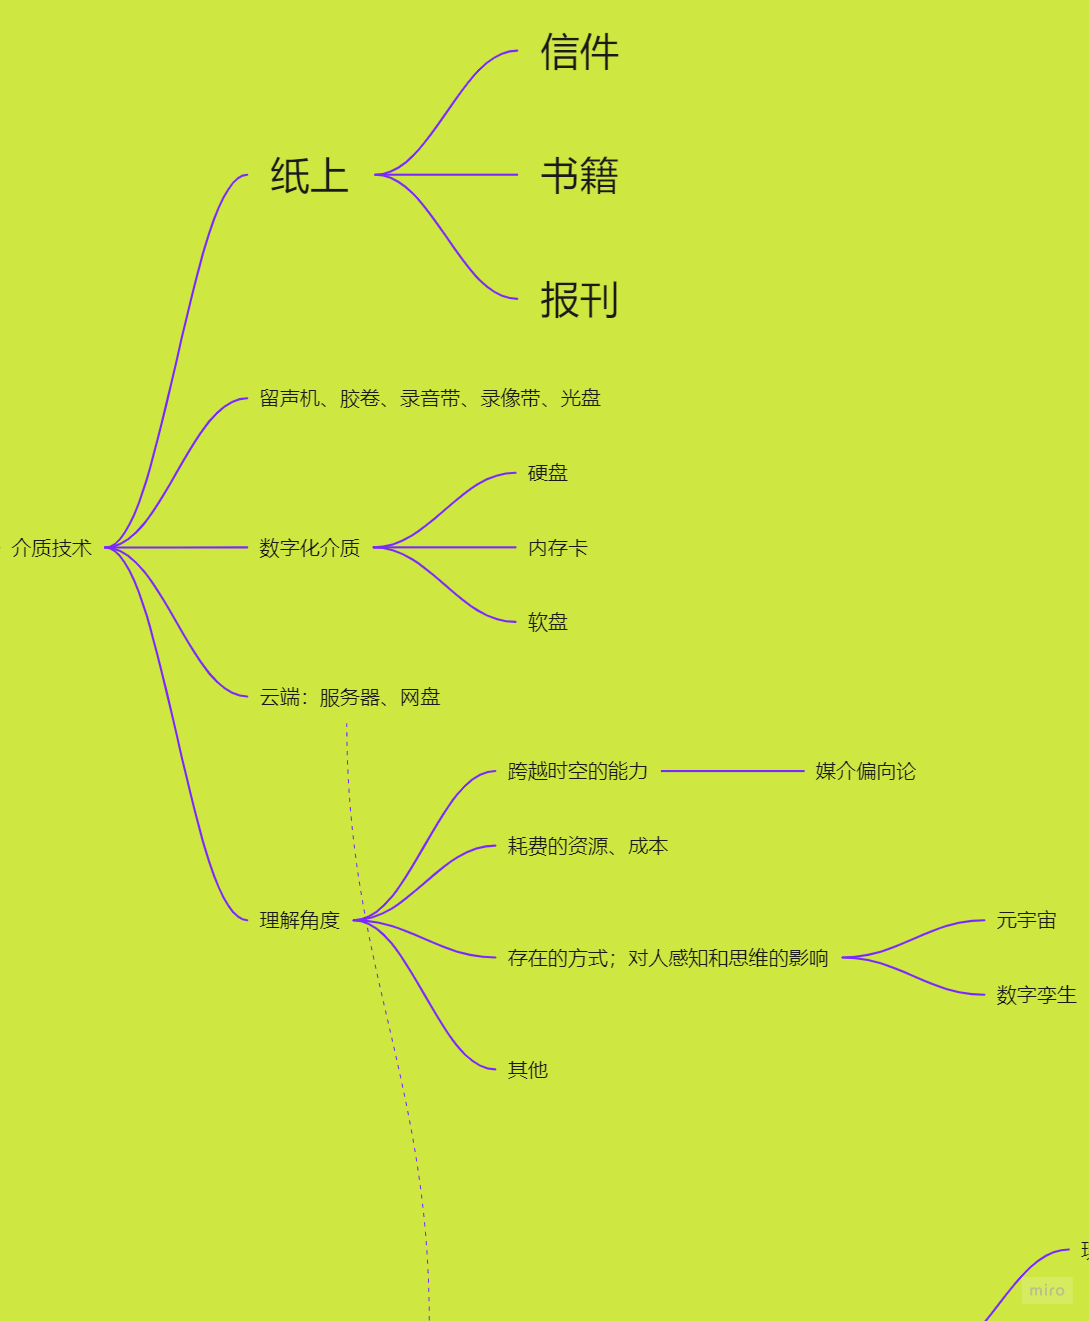 信件
纸上
书籍
报刊
留声机、胶卷、录音带、录像带、光盘
硬盘
介质技术
数字化介质
内存卡
软盘
云端：服务器、网盘
跨越时空的能力
媒介偏向论
耗费的资源、成本
理解角度
元宇宙
存在的方式；对人感知和思维的影响
数字孪生
其他
miro